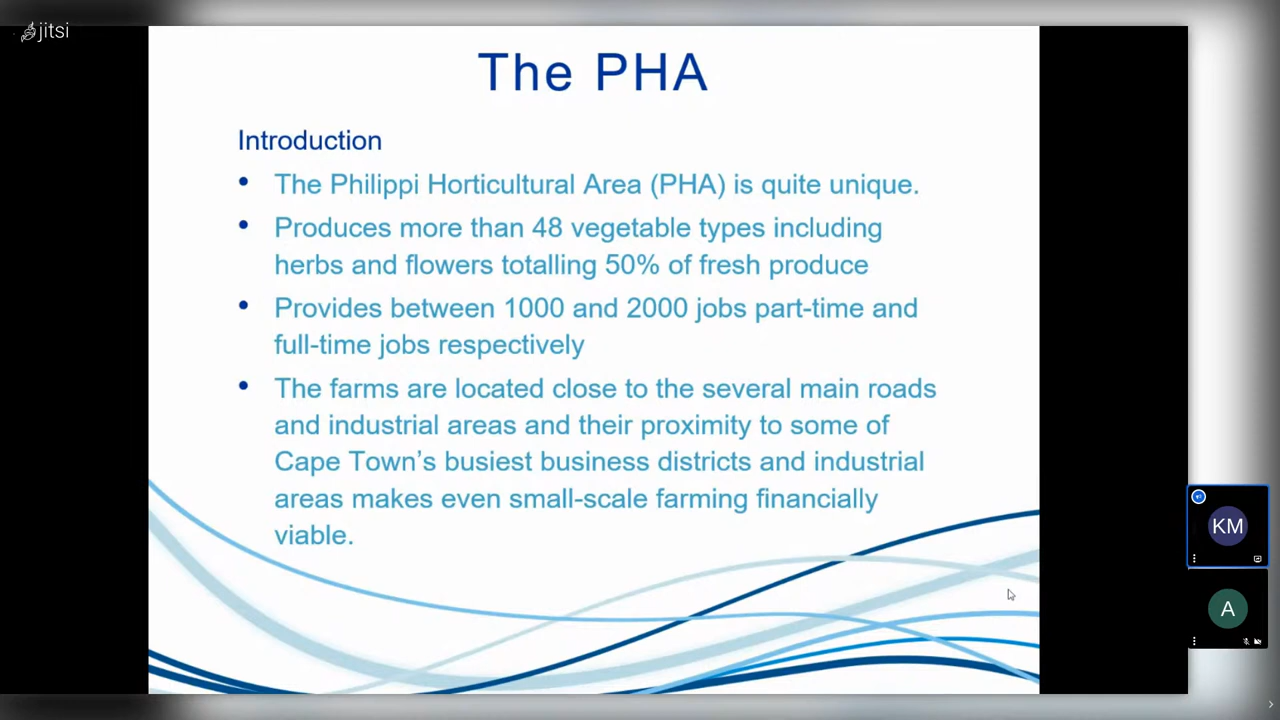 jitsi
The PHA
Introduction
• The Philippi Horticultural Area (PHA) is quite unique.
• Produces more than 48 vegetable types including
herbs and flowers totalling 50% of fresh produce
• Provides between 1000 and 2000 jobs part-time and
full-time jobs respectively
• The farms are located close to the several main roads
and industrial areas and their proximity to some of
Cape Town’s busiest business districts and industrial
areas makes even small-scale farming financially
viable.
KM
A